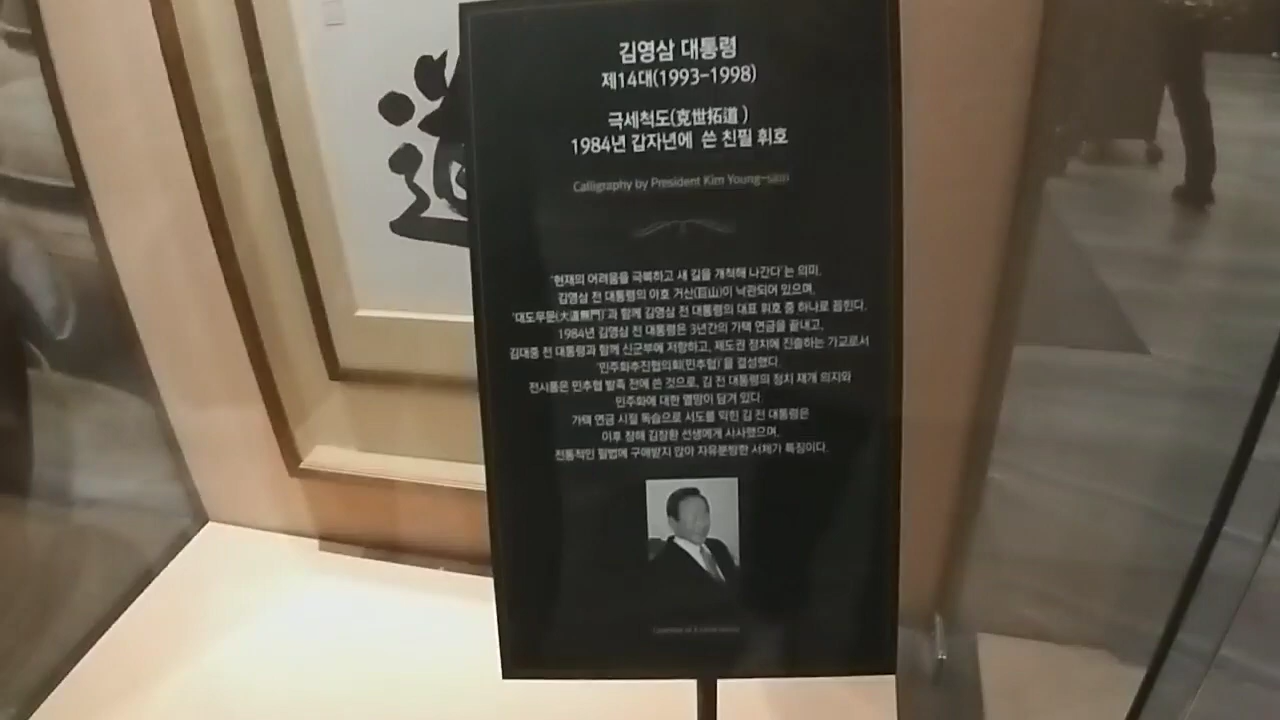 道
김영삼 대통령
제14대(1993-1998)
극세척도(克世拓道)
1984년 갑자년에 쓴 친필 휘호
Calligraphy by President Kim Young-sam
'현재의 어려움을 극복하고 새 길을 개척해 나간다'는 의미.
김영삼 전 대통령의 아호 거산(巨山)이 낙관되어 있으며,
'대도무문(大道無門)'과 함께 김영삼 전 대통령의 대표 휘호 중 하나로 꼽힌다.
1984년 김영삼 전 대통령은 3년간의 가택 연금을 끝내고,
김대중 전 대통령과 함께 신군부에 저항하고, 제도권 정치에 진출하는 가교로서
'민주화추진협의회(민추협)'을 결성했다.
전시품은 민추협 발족 전에 쓴 것으로, 김 전 대통령의 정치 재개 의지와
민주화에 대한 열망이 담겨 있다.
가택 연금 시절 독습으로 서도를 익힌 김 전 대통령은
이후 장해 김창환 선생에게 사사했으며,
전통적인 필법에 구애받지 않아 자유분방한 서체가 특징이다.